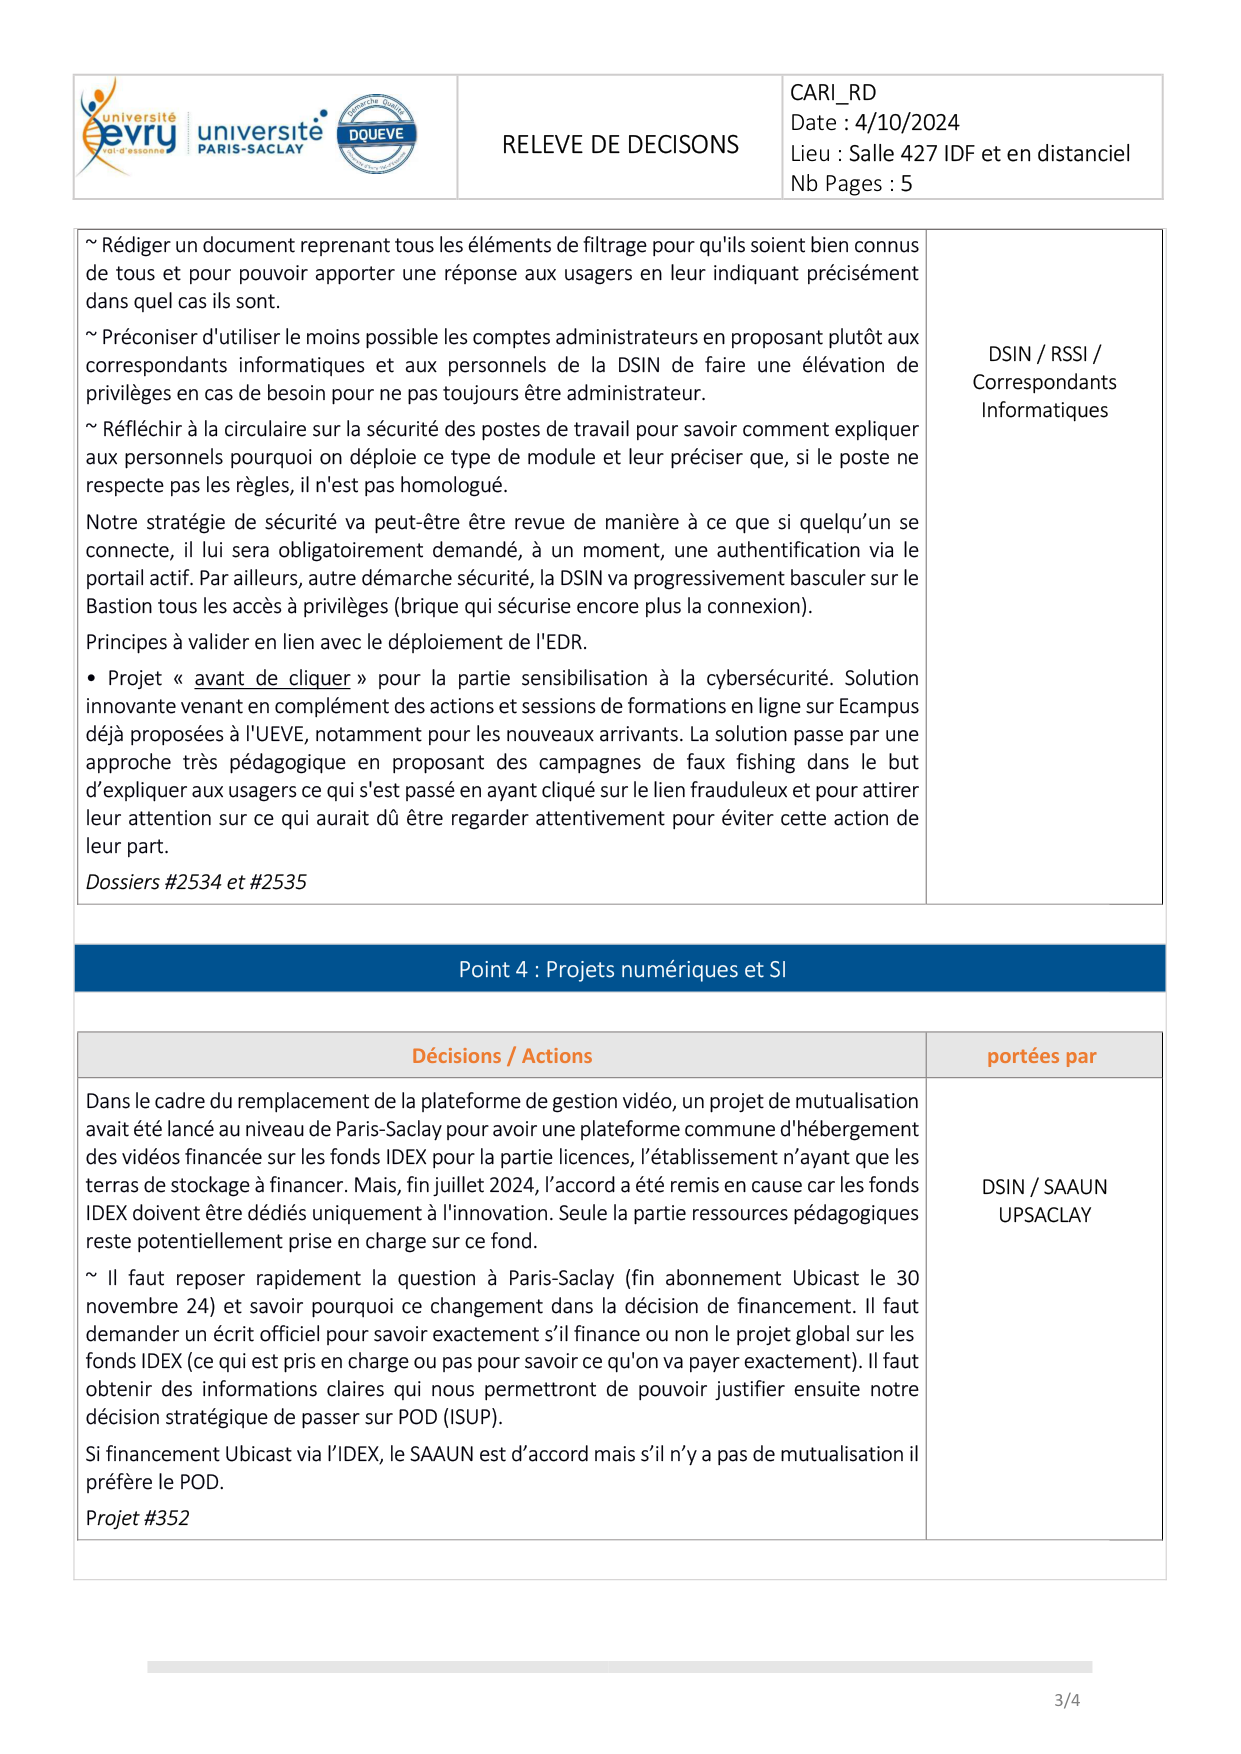 université
evry
val-d'essonne
université
PARIS-SACLAY
Démarche Qualité
DQUEVE
RELEVE DE DECISONS
CARI_RD
Date : 4/10/2024
Lieu : Salle 427 IDF et en distanciel
Nb Pages : 5
~ Rédiger un document reprenant tous les éléments de filtrage pour qu'ils soient bien connus
de tous et pour pouvoir apporter une réponse aux usagers en leur indiquant précisément
dans quel cas ils sont.
~ Préconiser d'utiliser le moins possible les comptes administrateurs en proposant plutôt aux
correspondants informatiques et aux personnels de la DSIN de faire une élévation de
privilèges en cas de besoin pour ne pas toujours être administrateur.
~ Réfléchir à la circulaire sur la sécurité des postes de travail pour savoir comment expliquer
aux personnels pourquoi on déploie ce type de module et leur préciser que, si le poste ne
respecte pas les règles, il n'est pas homologué.
Notre stratégie de sécurité va peut-être être revue de manière à ce que si quelqu’un se
connecte, il lui sera obligatoirement demandé, à un moment, une authentification via le
portail actif. Par ailleurs, autre démarche sécurité, la DSIN va progressivement basculer sur le
Bastion tous les accès à privilèges (brique qui sécurise encore plus la connexion).
Principes à valider en lien avec le déploiement de l'EDR.
• Projet « avant de cliquer » pour la partie sensibilisation à la cybersécurité. Solution
innovante venant en complément des actions et sessions de formations en ligne sur Ecampus
déjà proposées à l'UEVE, notamment pour les nouveaux arrivants. La solution passe par une
approche très pédagogique en proposant des campagnes de faux fishing dans le but
d’expliquer aux usagers ce qui s'est passé en ayant cliqué sur le lien frauduleux et pour attirer
leur attention sur ce qui aurait dû être regarder attentivement pour éviter cette action de
leur part.
Dossiers #2534 et #2535
DSIN / RSSI /
Correspondants
Informatiques
Point 4 : Projets numériques et SI
Décisions / Actions
portées par
Dans le cadre du remplacement de la plateforme de gestion vidéo, un projet de mutualisation
avait été lancé au niveau de Paris-Saclay pour avoir une plateforme commune d'hébergement
des vidéos financée sur les fonds IDEX pour la partie licences, l’établissement n’ayant que les
terras de stockage à financer. Mais, fin juillet 2024, l’accord a été remis en cause car les fonds
IDEX doivent être dédiés uniquement à l'innovation. Seule la partie ressources pédagogiques
reste potentiellement prise en charge sur ce fond.
~ Il faut reposer rapidement la question à Paris-Saclay (fin abonnement Ubicast le 30
novembre 24) et savoir pourquoi ce changement dans la décision de financement. Il faut
demander un écrit officiel pour savoir exactement s’il finance ou non le projet global sur les
fonds IDEX (ce qui est pris en charge ou pas pour savoir ce qu'on va payer exactement). Il faut
obtenir des informations claires qui nous permettront de pouvoir justifier ensuite notre
décision stratégique de passer sur POD (ISUP).
Si financement Ubicast via l’IDEX, le SAAUN est d’accord mais s’il n’y a pas de mutualisation il
préfère le POD.
Projet #352
DSIN / SAAUN
UPSACLAY
3/4